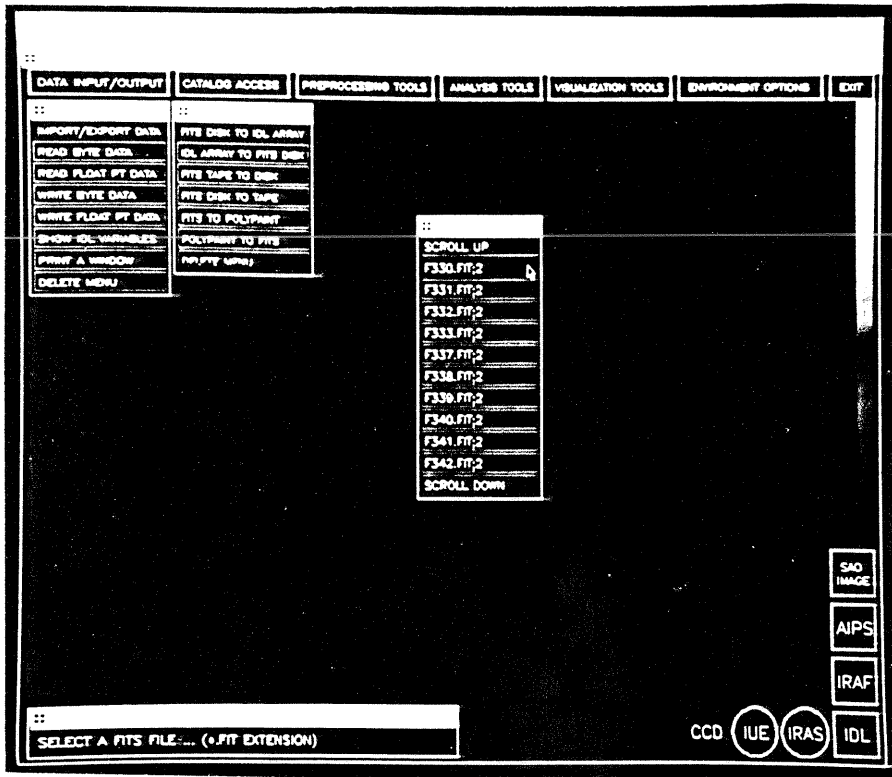 DATA INPUT/OUTPUT CATALOG ACCESS PREPROCESSING TOOLS ANALYSIS TOOLS VISUALIZATION TOOLS ENVIRONMENT OPTIONS EXIT
IMPORT/EXPORT DATA
READ BYTE DATA
READ FLOAT PT DATA
WRITE BYTE DATA
WRITE FLOAT PT DATA
SHOW IDL VARIABLES
PRINT A WINDOW
DELETE MENU
FITS DISK TO IDL ARRAY
IDL ARRAY TO FITS DISK
FITS TAPE TO DISK
FITS DISK TO TAPE
FITS TO POLYPAINT
POLYPAINT TO FITS
DELETE MENU
SCROLL UP
F330.FIT;2
F331.FIT;2
F332.FIT;2
F333.FIT;2
F337.FIT;2
F338.FIT;2
F339.FIT;2
F340.FIT;2
F341.FIT;2
F342.FIT;2
SCROLL DOWN
SAO
IMAGE
AIPS
IRAF
CCD IUE IRAS IDL
SELECT A FITS FILE:... (*.FIT EXTENSION)